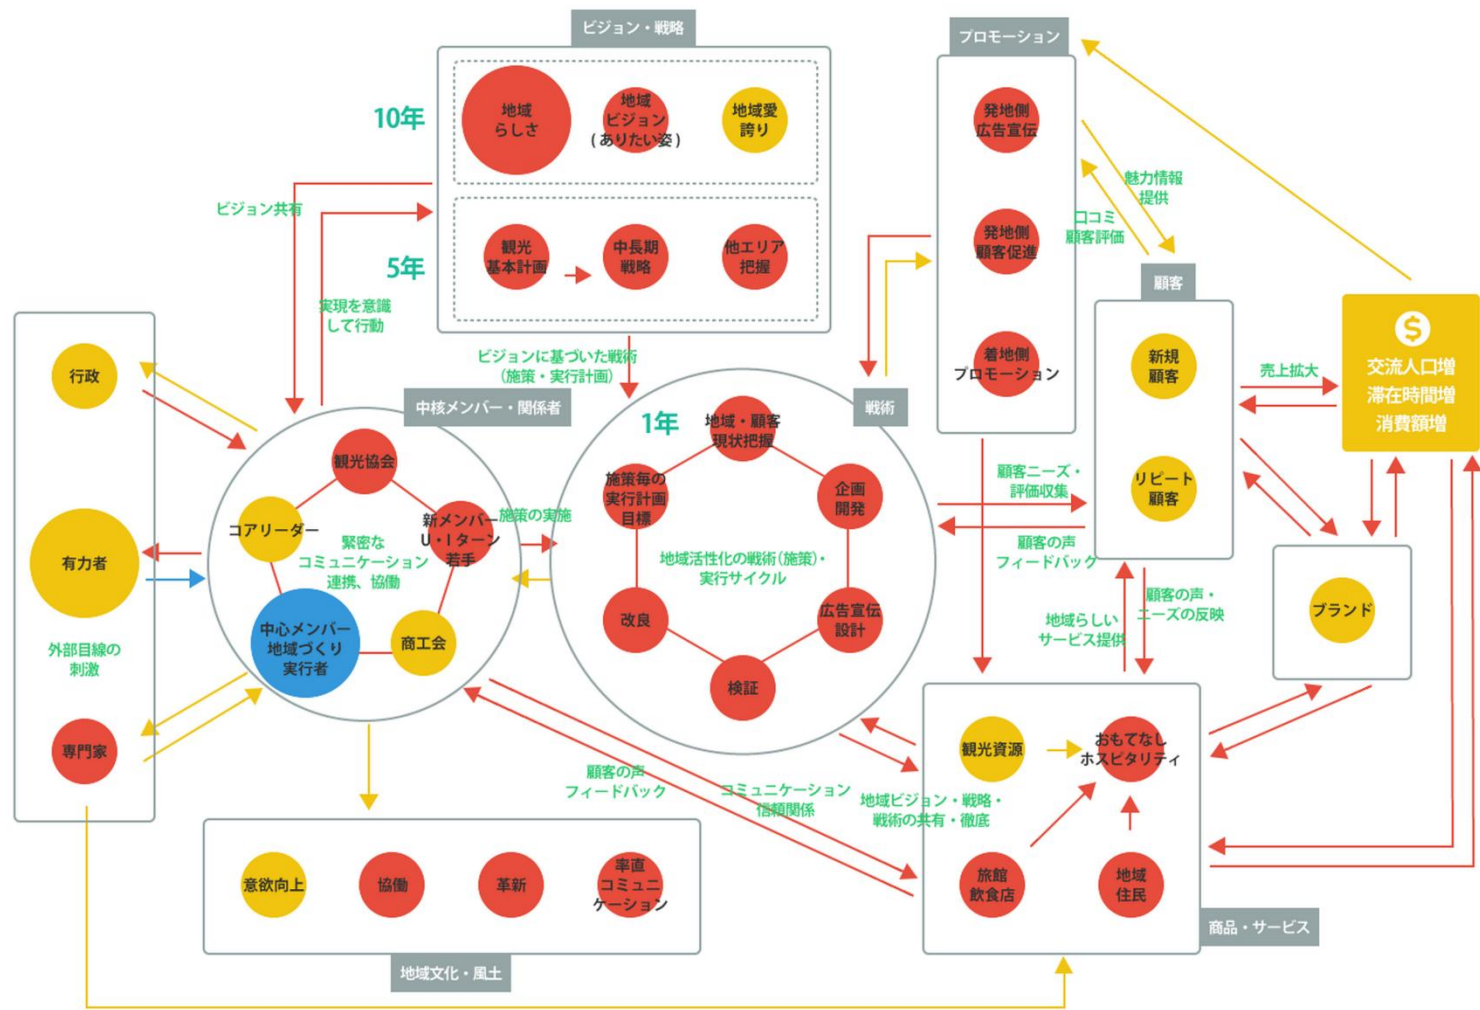 ビジョン・戦略
10年
地域
らしさ
地域
ビジョン
(ありたい姿)
地域愛
誇り
5年
観光
基本計画
中長期
戦略
他エリア
把握
ビジョン共有
実現を意識
して行動
ビジョンに基づいた戦術
(施策・実行計画)
プロモーション
発地側
広告宣伝
発地側
顧客促進
着地側
プロモーション
魅力情報
提供
口コミ
顧客評価
顧客
新規
顧客
リピート
顧客
売上拡大
$
交流人口増
滞在時間増
消費額増
行政
有力者
外部目線の
刺激
専門家
中核メンバー・関係者
観光協会
コアリーダー
新メンバー
U・Iターン
若手
緊密な
コミュニケーション
連携、協働
中心メンバー
地域づくり
実行者
商工会
施策の実施
戦術
1年
地域・顧客
現状把握
施策毎の
実行計画
目標
企画
開発
地域活性化の戦術(施策)・
実行サイクル
改良
広告宣伝
設計
検証
顧客ニーズ・
評価収集
顧客の声
フィードバック
地域らしい
サービス提供
顧客の声・
ニーズの反映
ブランド
顧客の声
フィードバック
コミュニケーション
信頼関係
地域ビジョン・戦略・
戦術の共有・徹底
観光資源
おもてなし
ホスピタリティ
旅館
飲食店
地域
住民
商品・サービス
意欲向上
協働
革新
率直
コミュニ
ケーション
地域文化・風土